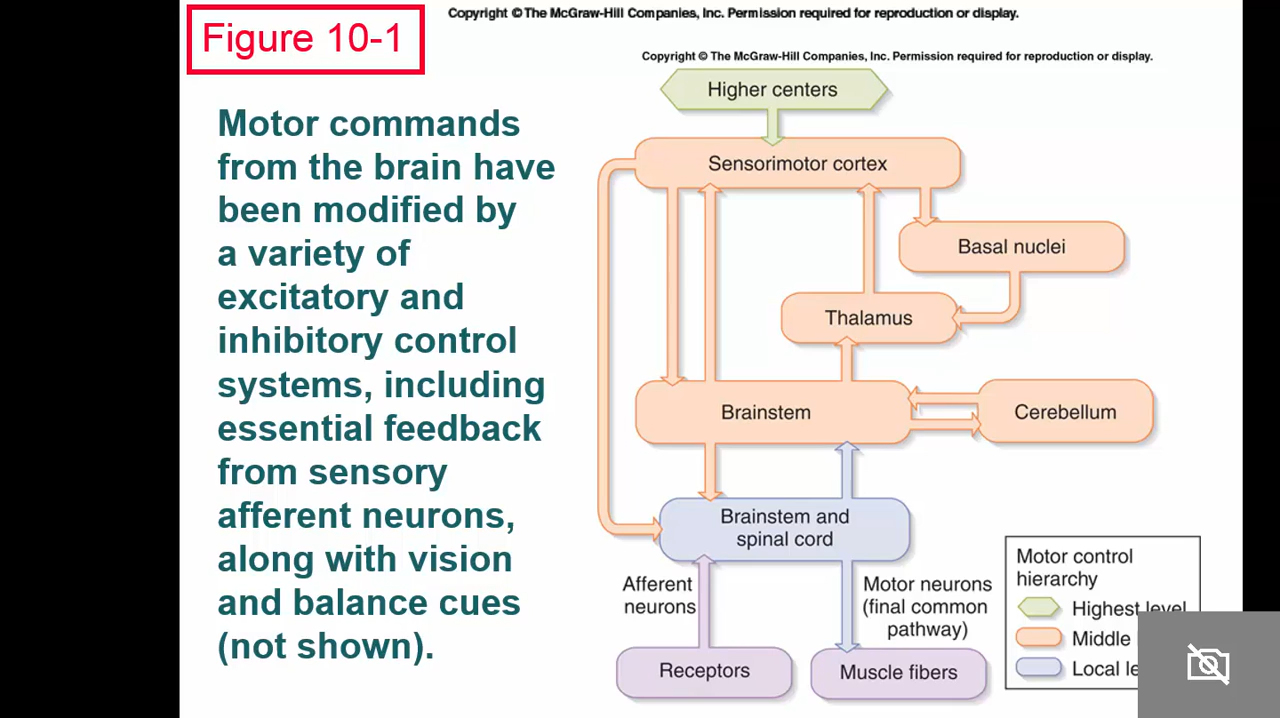 Copyright © The McGraw-Hill Companies, Inc. Permission required for reproduction or display.
Figure 10-1
Copyright © The McGraw-Hill Companies, Inc. Permission required for reproduction or display.
Motor commands
from the brain have
been modified by
a variety of
excitatory and
inhibitory control
systems, including
essential feedback
from sensory
afferent neurons,
along with vision
and balance cues
(not shown).
Higher centers
Sensorimotor cortex
Basal nuclei
Thalamus
Brainstem
Cerebellum
Brainstem and
spinal cord
Afferent
neurons
Motor neurons
(final common
pathway)
Receptors
Muscle fibers
Motor control
hierarchy
Highest level
Middle
Local